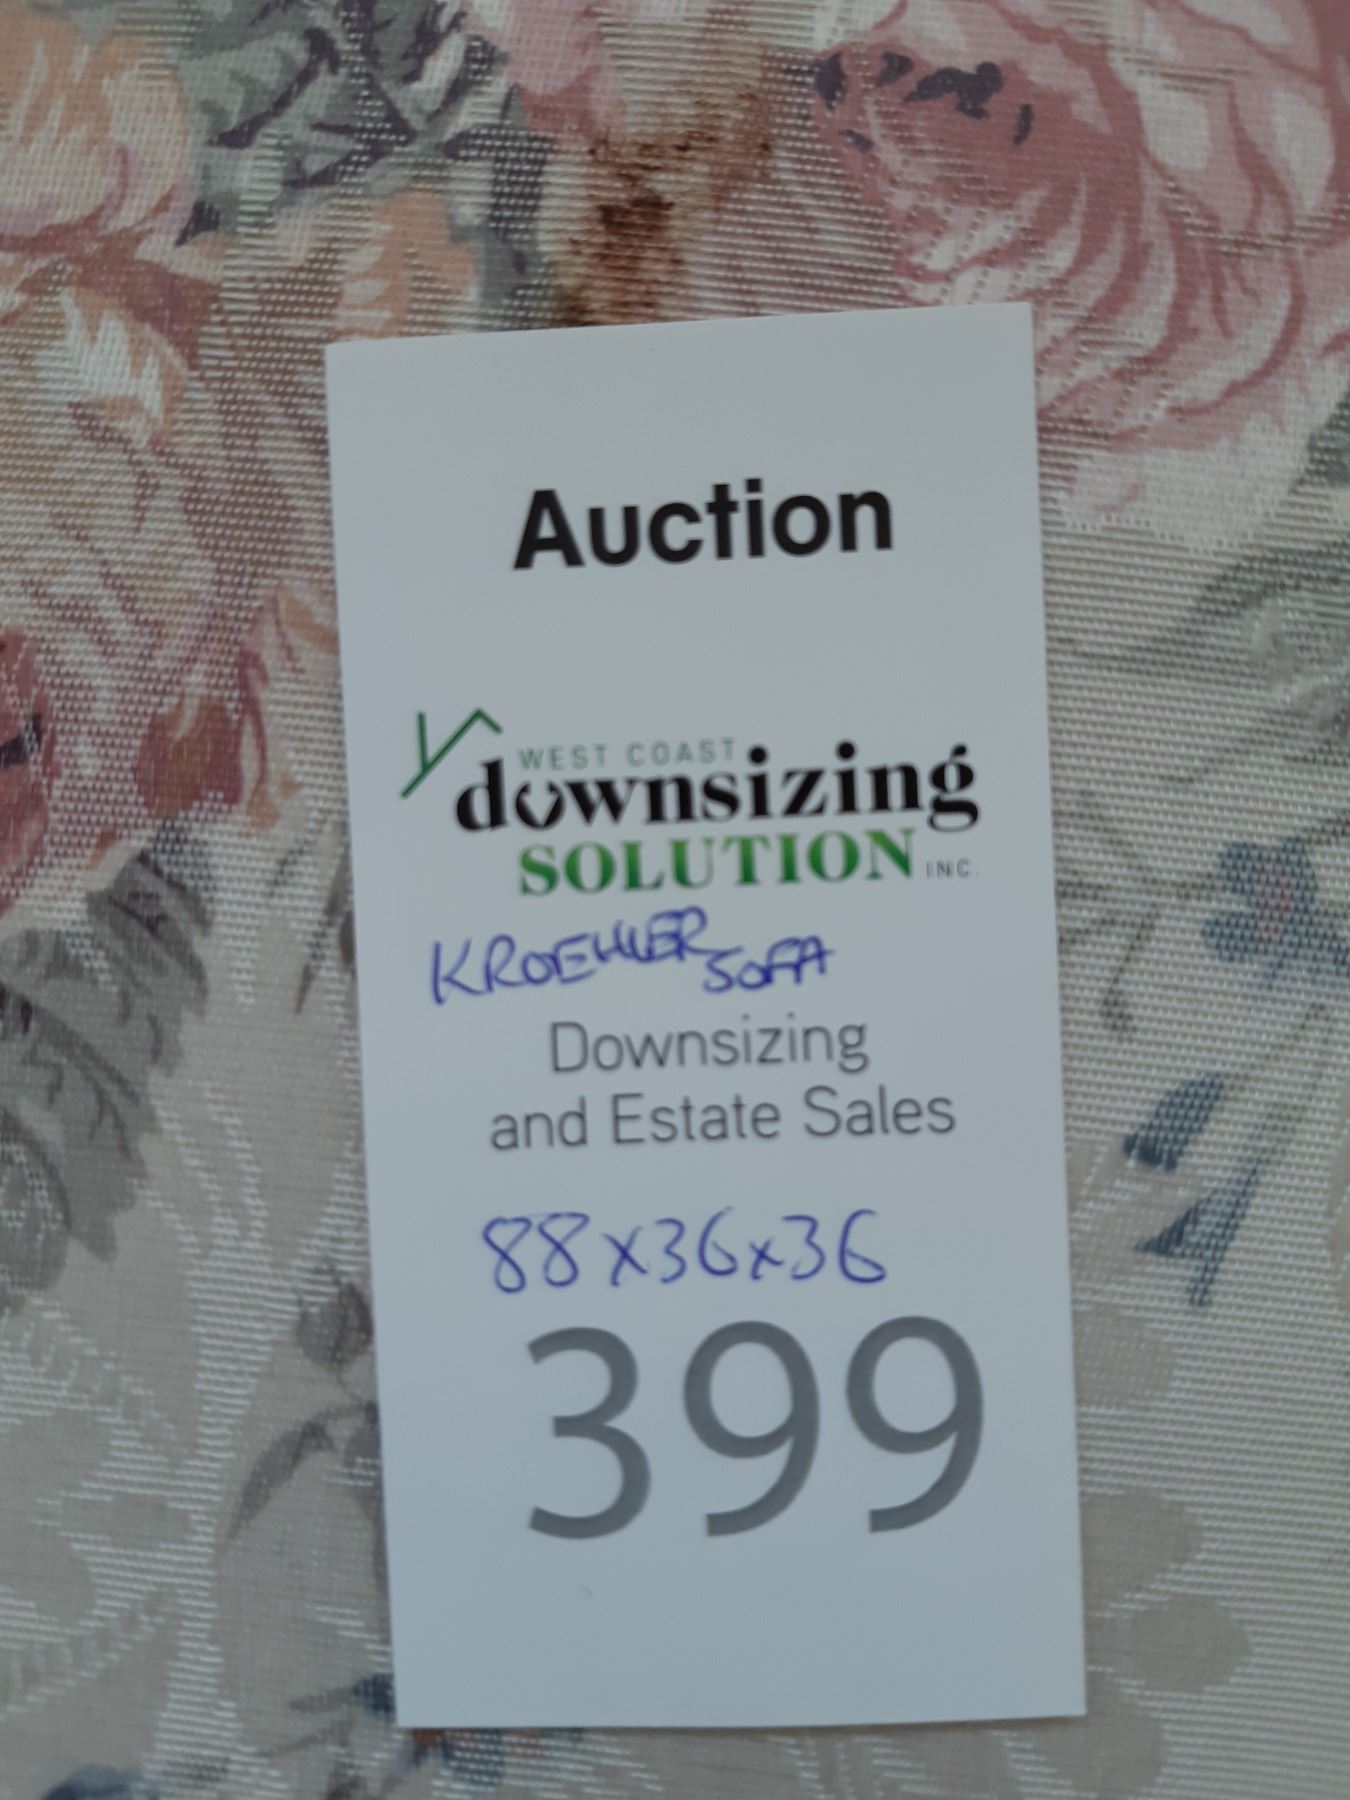 Auction
WEST COAST
downsizing
SOLUTION INC.
KROEHLER SOFA
Downsizing
and Estate Sales
88x36x36
399